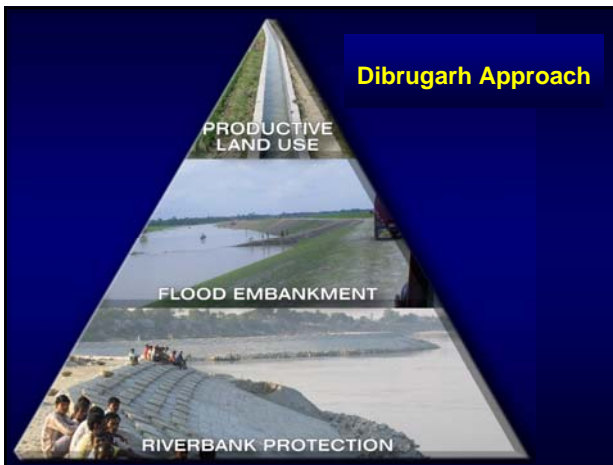 Dibrugarh Approach
PRODUCTIVE
LAND USE
FLOOD EMBANKMENT
RIVERBANK PROTECTION